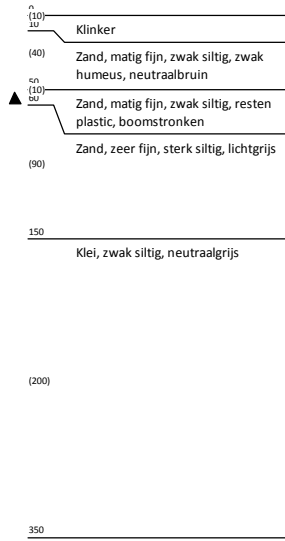 0
(10)
10
Klinker
(40)
Zand, matig fijn, zwak siltig, zwak
humeus, neutraalbruin
50
(10)
60
Zand, matig fijn, zwak siltig, resten
plastic, boomstronken
Zand, zeer fijn, sterk siltig, lichtgrijs
(90)
150
Klei, zwak siltig, neutraalgrijs
(200)
350